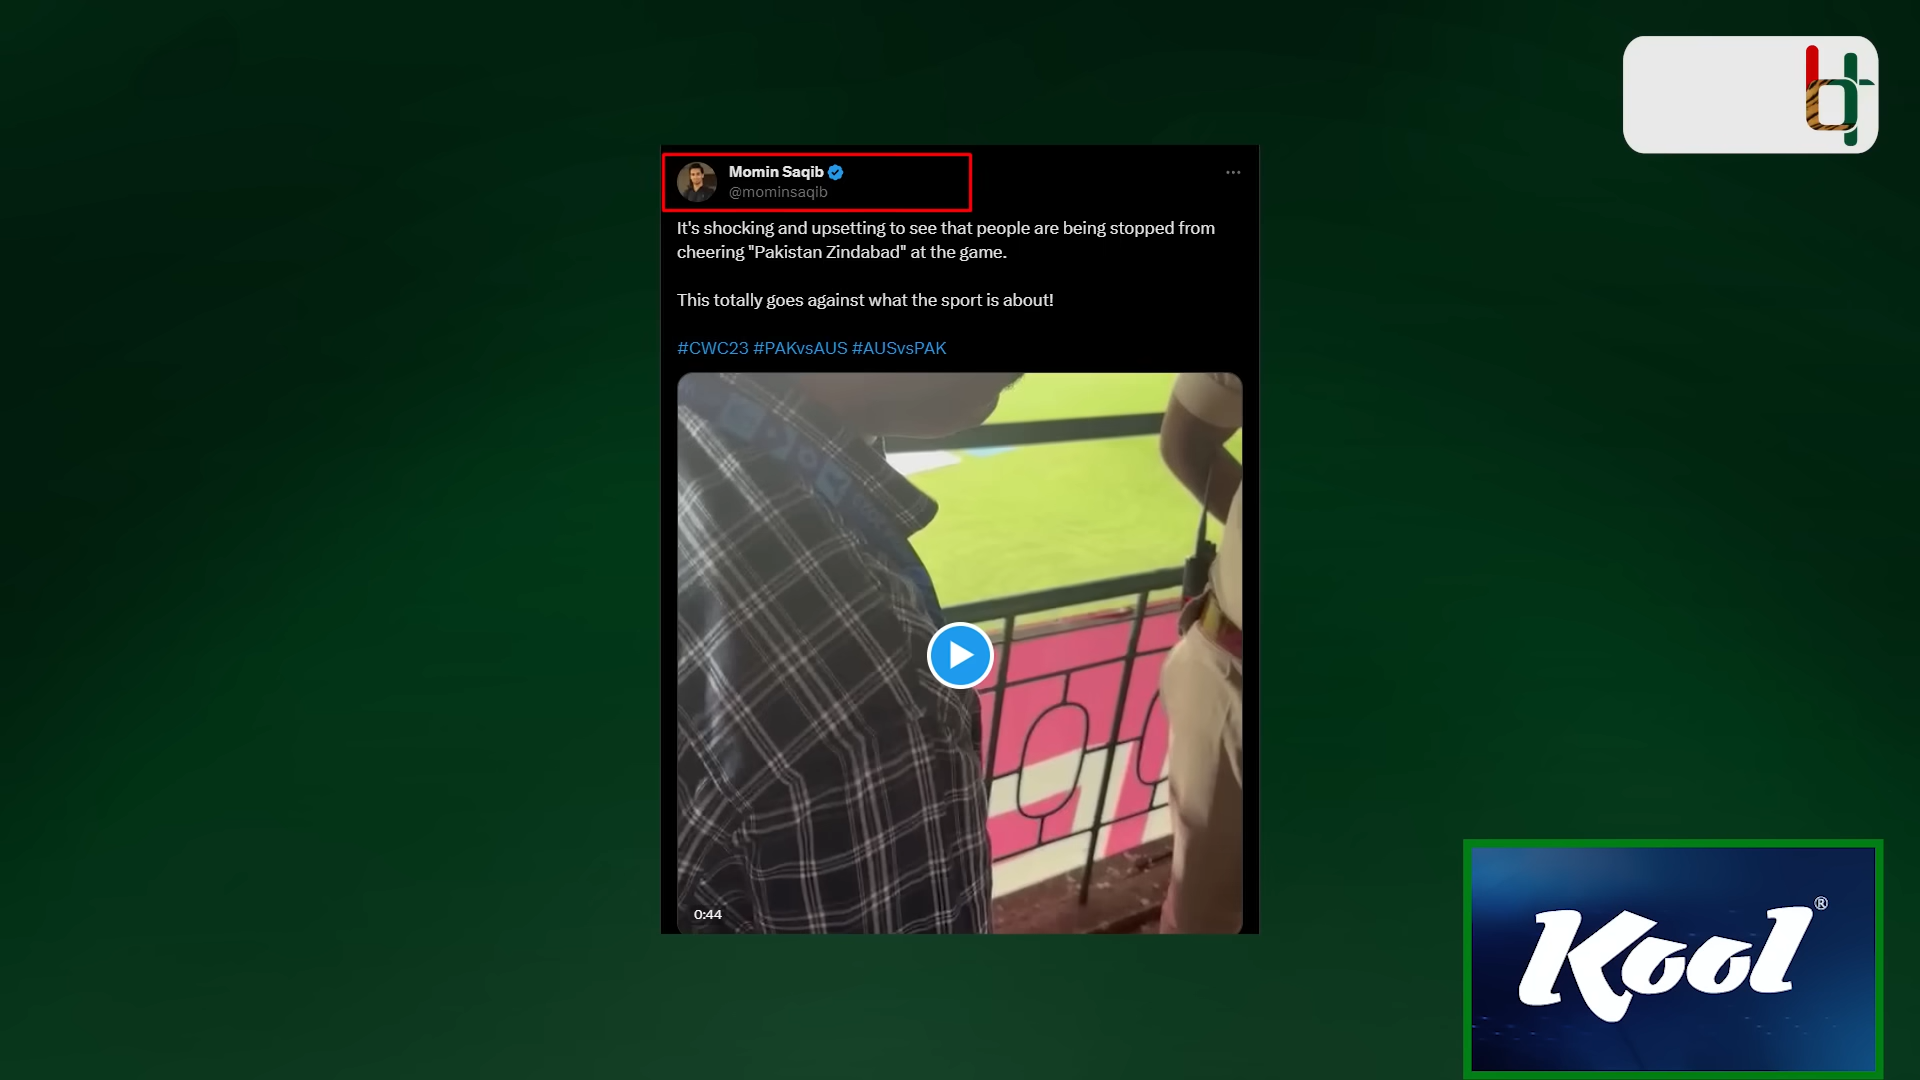 Momin Saqib
@mominsaqib
It's shocking and upsetting to see that people are being stopped from
cheering "Pakistan Zindabad" at the game.
This totally goes against what the sport is about!
#CWC23 #PAKvsAUS #AUSvsPAK
0:44
Kool®